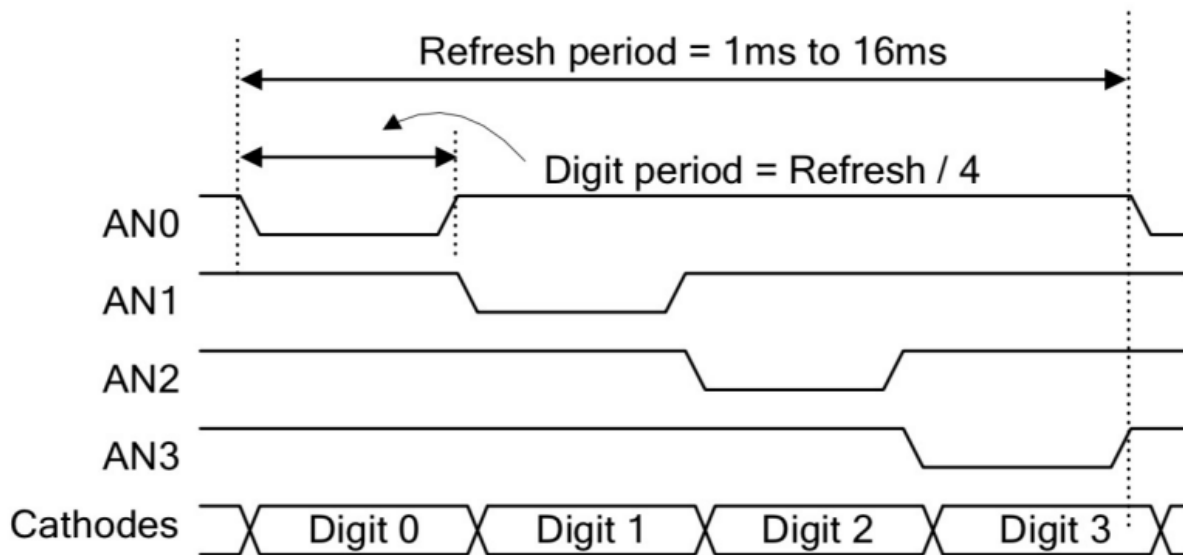 Refresh period = 1ms to 16ms
Digit period = Refresh / 4
AN0
AN1
AN2
AN3
Cathodes Digit 0 Digit 1 Digit 2 Digit 3